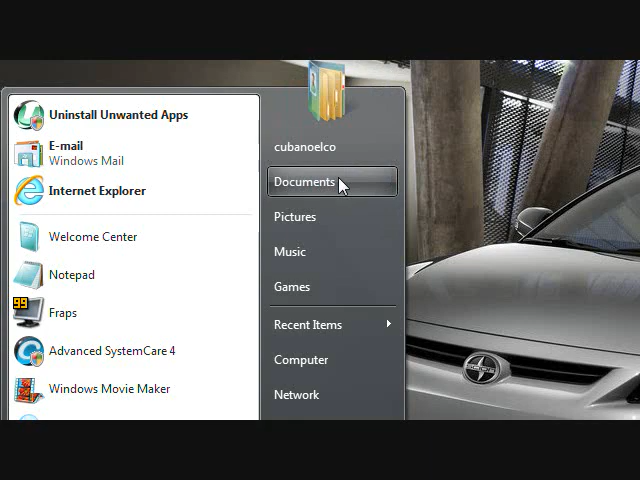 Uninstall Unwanted Apps
E-mail
Windows Mail
Internet Explorer
Welcome Center
Notepad
99
Fraps
Advanced SystemCare 4
Windows Movie Maker
cubanoelco
Documents
Pictures
Music
Games
Recent Items
Computer
Network